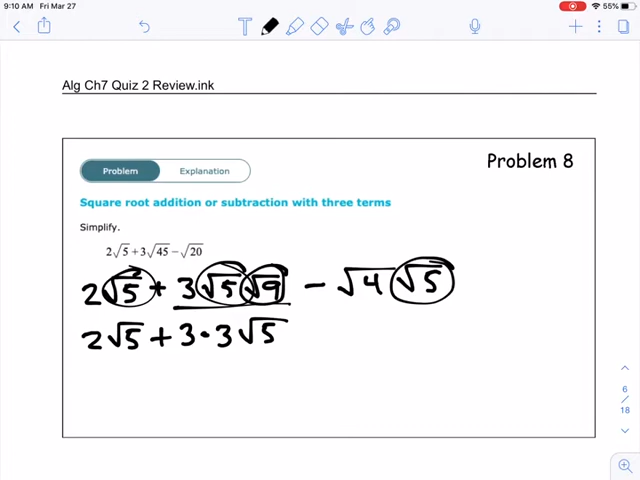 9:10 AM Fri Mar 27
55%
T
Alg Ch7 Quiz 2 Review.ink
Problem Explanation
Problem 8
Square root addition or subtraction with three terms
Simplify.
2√5 + 3√45 − √20
2√5 + 3√5√9 − √4√5
2√5 + 3·3√5
6
/
18